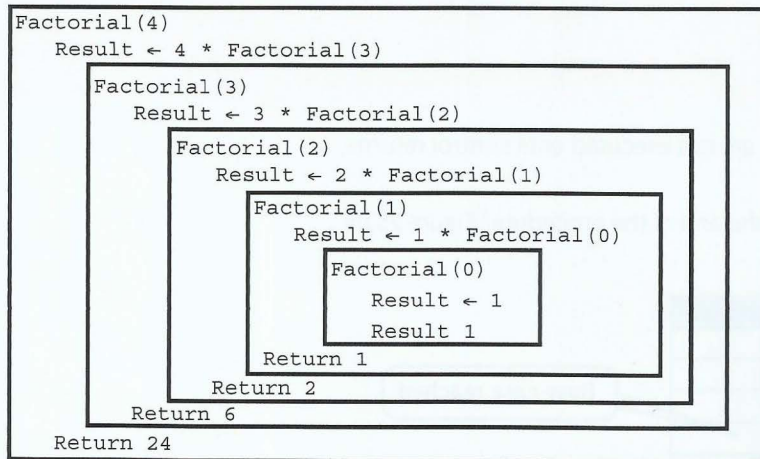 Factorial(4)
Result ← 4 * Factorial(3)
Factorial(3)
Result ← 3 * Factorial(2)
Factorial(2)
Result ← 2 * Factorial(1)
Factorial(1)
Result ← 1 * Factorial(0)
Factorial(0)
Result ← 1
Result 1
Return 1
Return 2
Return 6
Return 24